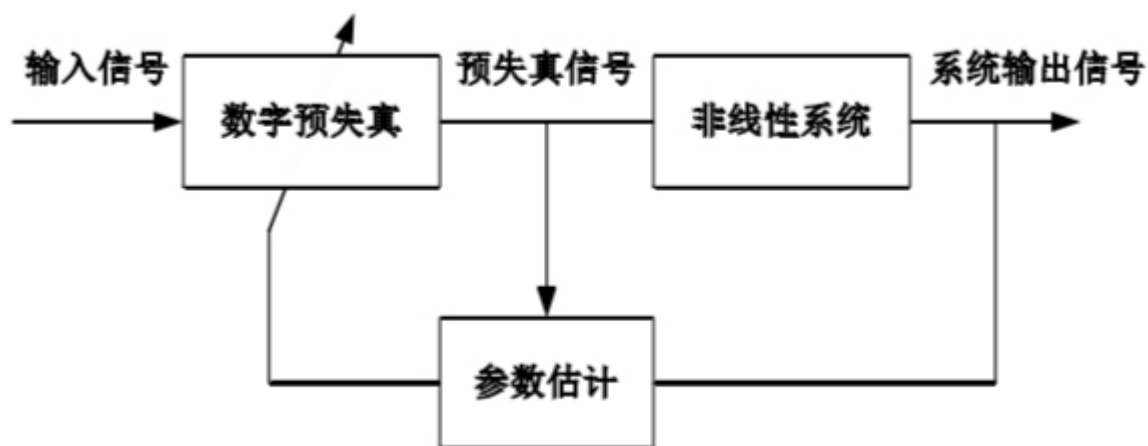 输入信号
数字预失真
预失真信号
非线性系统
系统输出信号
参数估计